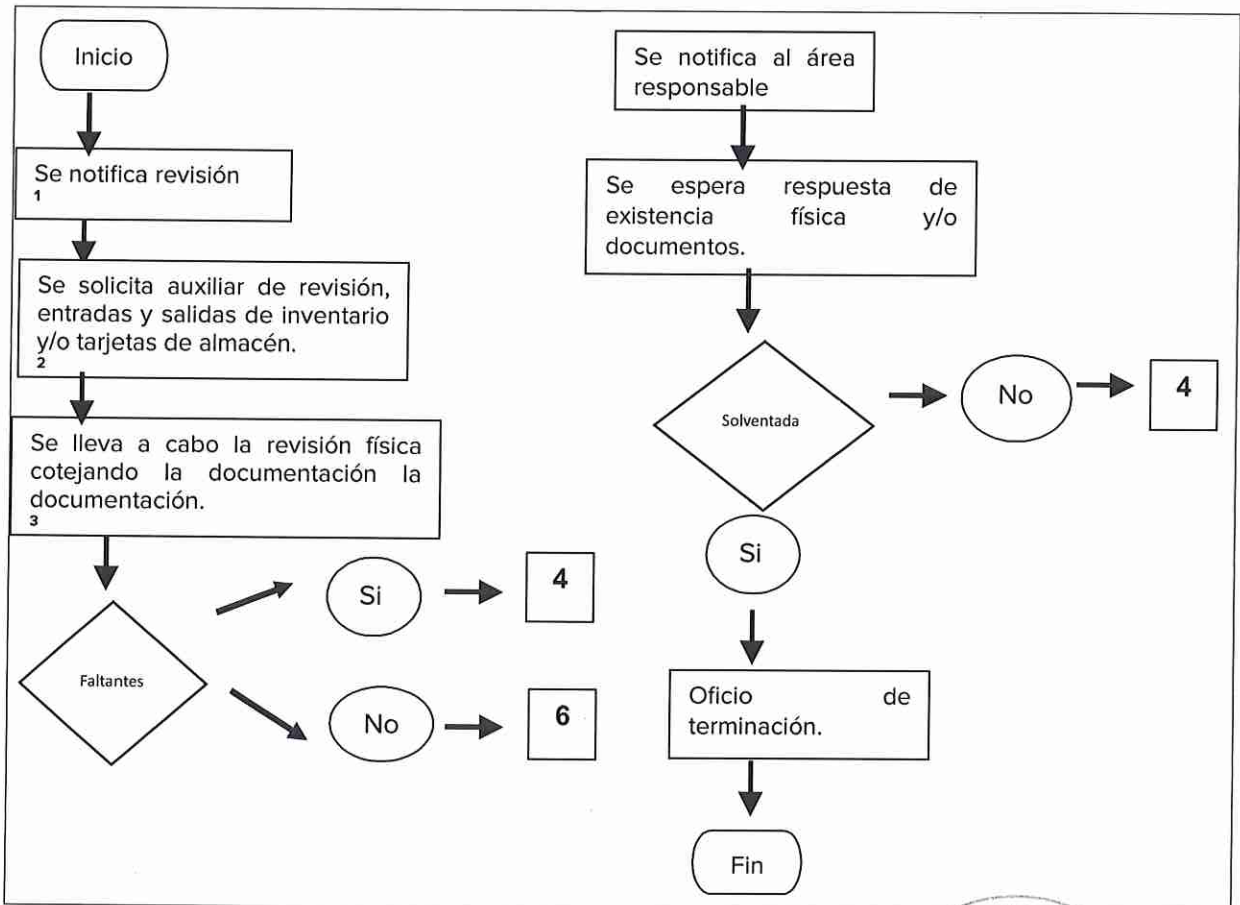 Inicio
Se notifica revisión
1
Se solicita auxiliar de revisión,
entradas y salidas de inventario
y/o tarjetas de almacén.
2
Se lleva a cabo la revisión física
cotejando la documentación la
documentación.
3
Faltantes
Si
4
No
6
Se notifica al área
responsable
Se espera respuesta de
existencia física y/o
documentos.
Solventada
No
4
Si
Oficio de
terminación.
Fin